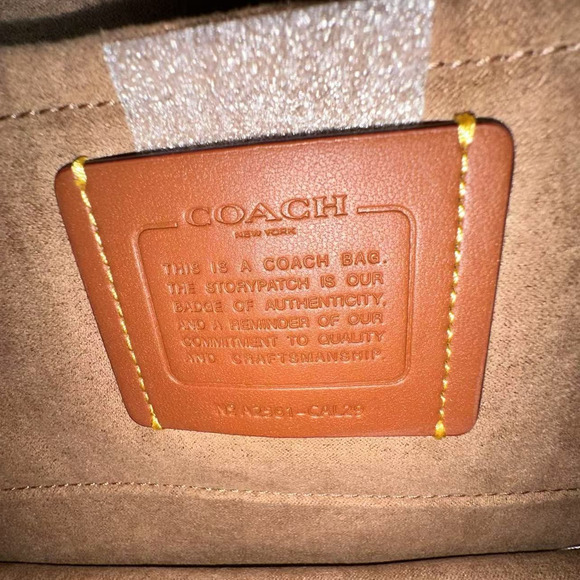 COACH
NEW YORK
THIS IS A COACH BAG.
THE STORYPATCH IS OUR
BADGE OF AUTHENTICITY,
AND A REMINDER OF OUR
COMMITMENT TO QUALITY
AND CRAFTSMANSHIP.